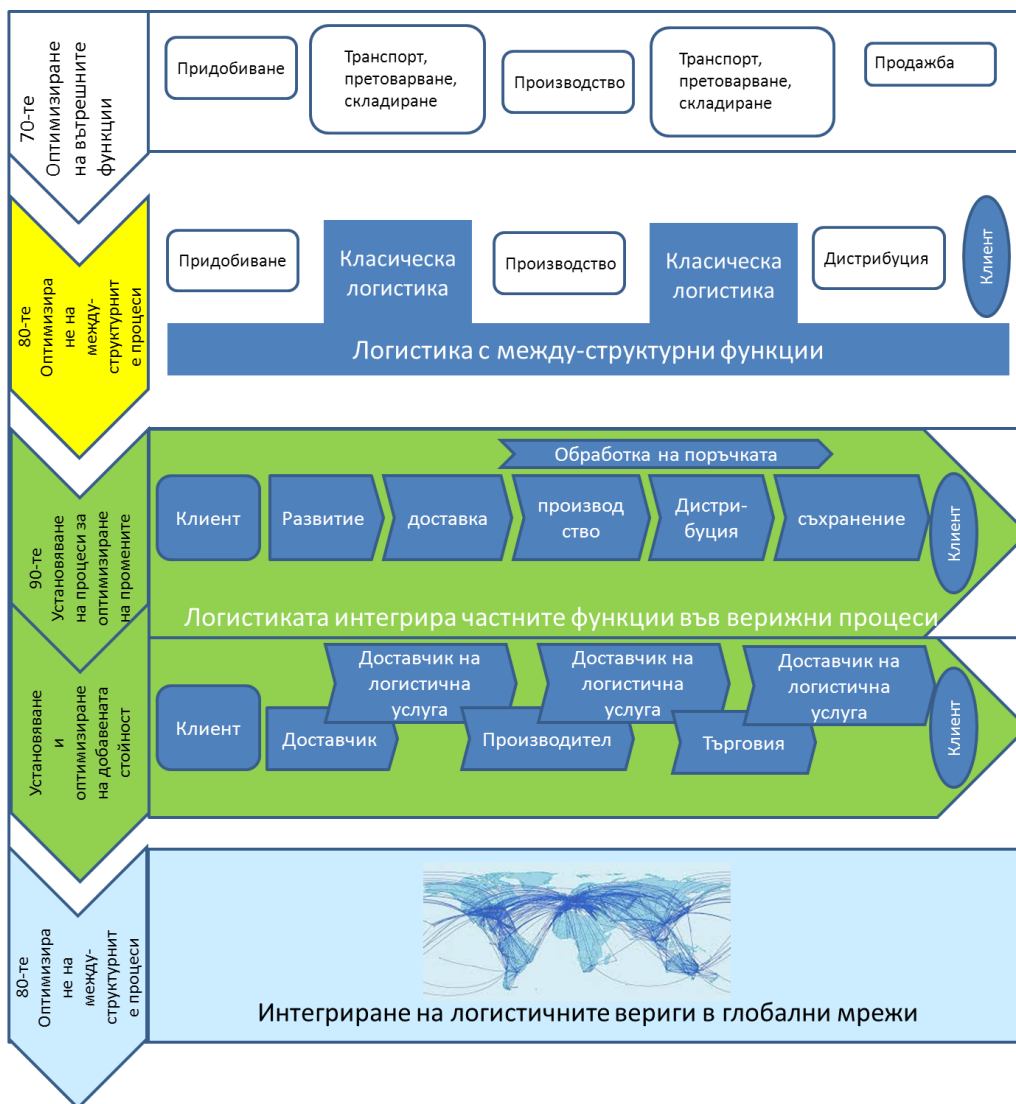 70-те
Оптимизиране
на вътрешните
функции
Придобиване
Транспорт,
претоварване,
складиране
Производство
Транспорт,
претоварване,
складиране
Продажба
80-те
Оптимизира
не на
между-
структурнит
е процеси
Придобиване
Класическа
логистика
Производство
Класическа
логистика
Дистрибуция
Клиент
Логистика с между-структурни функции
90-те
Установяване
на процеси за
оптимизиране
на промените
Обработка на поръчката
Клиент
Развитие
доставка
производ
ство
Дистри-
буция
съхранение
Клиент
Логистиката интегрира частните функции във верижни процеси
Установяване
и
оптимизиране
на добавената
стойност
Клиент
Доставчик на
логистична
услуга
Доставчик на
логистична
услуга
Доставчик на
логистична
услуга
Доставчик
Производител
Търговия
Клиент
80-те
Оптимизира
не на
между-
структурнит
е процеси
Интегриране на логистичните вериги в глобални мрежи